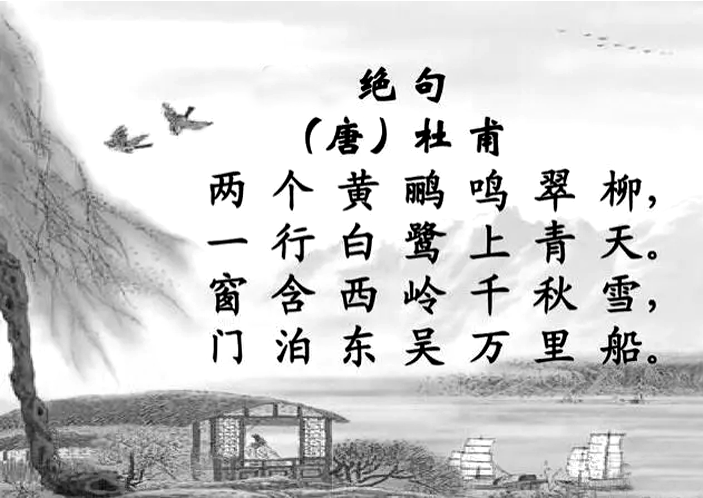 绝句
（唐）杜甫
两个黄鹂鸣翠柳，
一行白鹭上青天。
窗含西岭千秋雪，
门泊东吴万里船。